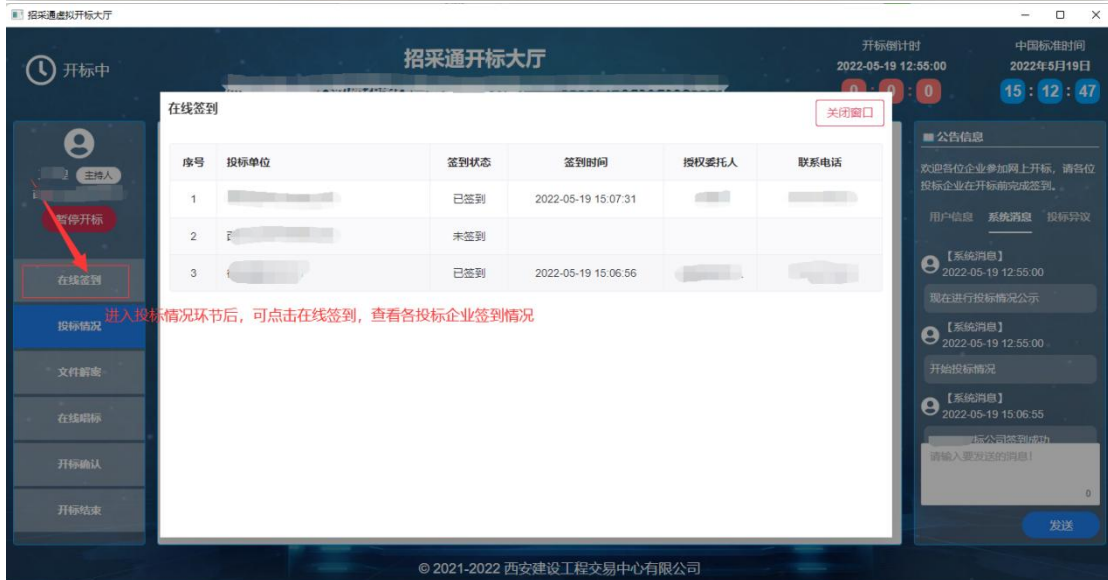 招采通虚拟开标大厅
开标中
招采通开标大厅
开标倒计时
2022-05-19 12:55:00
0 : 0 : 0
中国标准时间
2022年5月19日
15 : 12 : 47
主持人
暂停开标
在线签到
投标情况
文件解密
在线唱标
开标确认
开标结束
在线签到
关闭窗口
序号 投标单位 签到状态 签到时间 授权委托人 联系电话
1 已签到 2022-05-19 15:07:31
2 未签到
3 已签到 2022-05-19 15:06:56
进入投标情况环节后，可点击在线签到，查看各投标企业签到情况
公告信息
欢迎各位企业参加网上开标，请各位
投标企业在开标前完成签到。
用户信息 系统消息 投标异议
【系统消息】
2022-05-19 12:55:00
现在进行投标情况公示
【系统消息】
2022-05-19 12:55:00
开始投标情况
【系统消息】
2022-05-19 15:06:55
标公司签到成功
请输入要发送的消息！
0
发送
© 2021-2022 西安建设工程交易中心有限公司